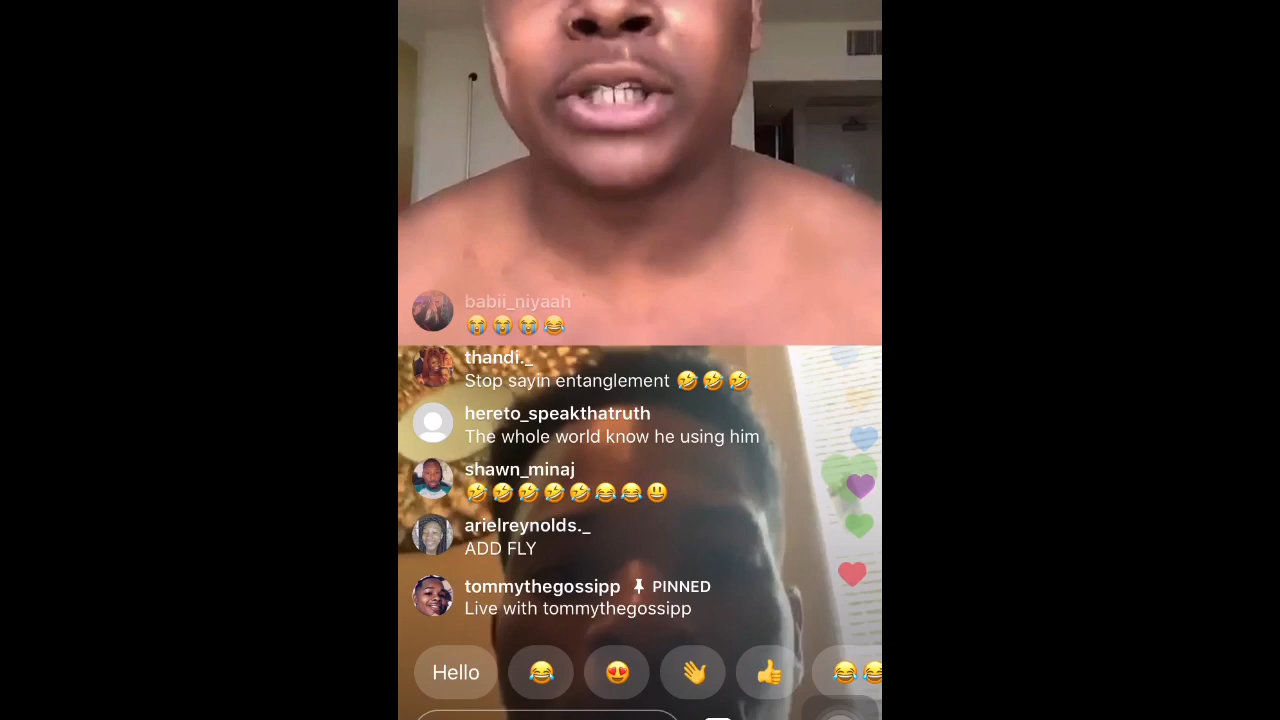 babii_niyaah
😭😭😭😂
thandi._
Stop sayin entanglement 🤣🤣🤣
hereto_speakthatruth
The whole world know he using him
shawn_minaj
🤣🤣🤣🤣🤣😂😂😃
arielreynolds._
ADD FLY
tommythegossipp PINNED
Live with tommythegossipp
Hello 😂 😍 👋 👍 😂😂